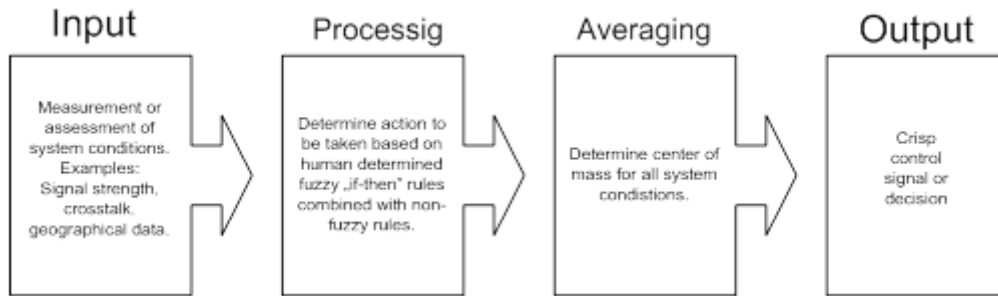 Input
Processig
Averaging
Output
Measurement or
assessment of
system conditions.
Examples:
Signal strength,
crosstalk,
geographical data.
Determine action to
be taken based on
human determined
fuzzy „if-then” rules
combined with non-
fuzzy rules.
Determine center of
mass for all system
condistions.
Crisp
control
signal or
decision